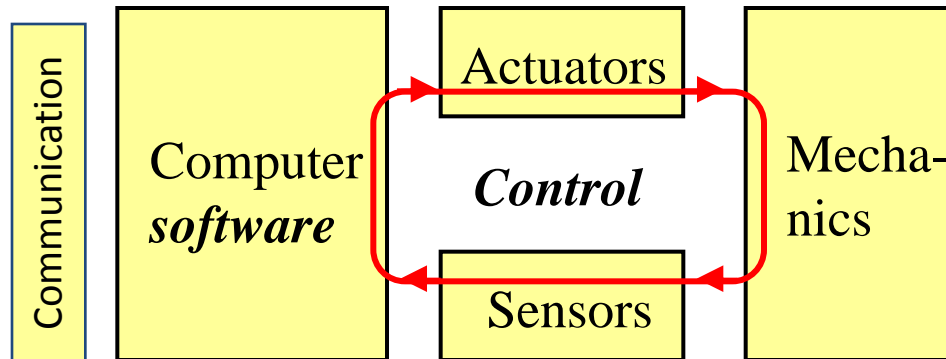 Communication
Computer
software
Actuators
Control
Sensors
Mecha-
nics